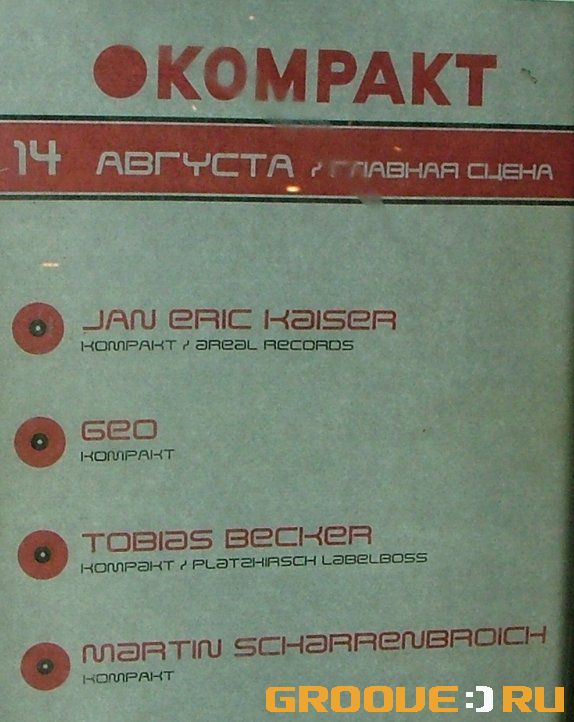 KOMPAKT
14 АВГУСТА / ГЛАВНАЯ СЦЕНА
JAN ERIC KAISER
KOMPAKT / AREAL RECORDS
GEO
KOMPAKT
TOBIAS BECKER
KOMPAKT / PLATZHIRSCH LABELBOSS
MARTIN SCHARRENBROICH
KOMPAKT
GROOVE:)RU